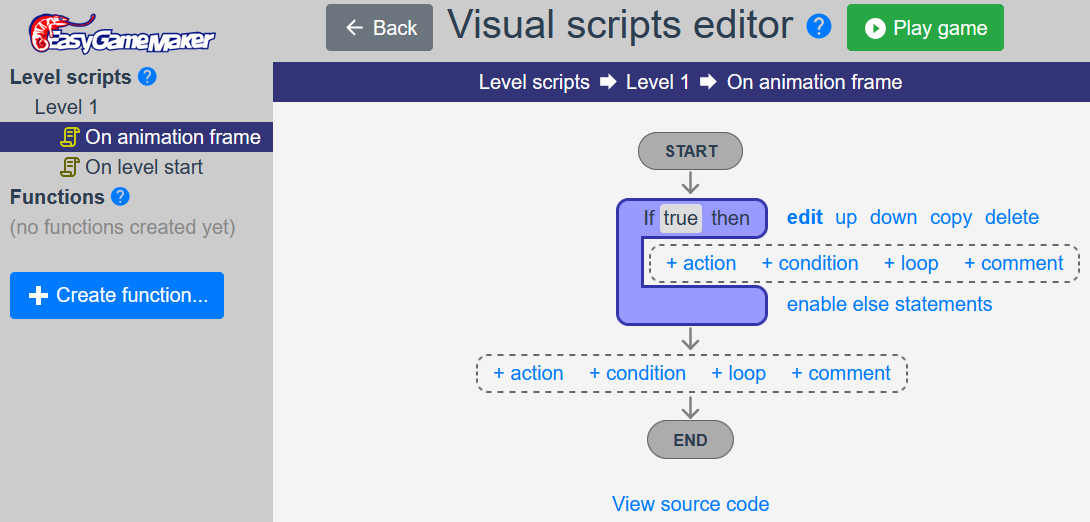 EasyGameMaker
Back
Visual scripts editor
?
Play game
Level scripts ?
Level 1
On animation frame
On level start
Functions ?
(no functions created yet)
+ Create function...
Level scripts ➡ Level 1 ➡ On animation frame
START
If true then
edit up down copy delete
+ action + condition + loop + comment
enable else statements
+ action + condition + loop + comment
END
View source code